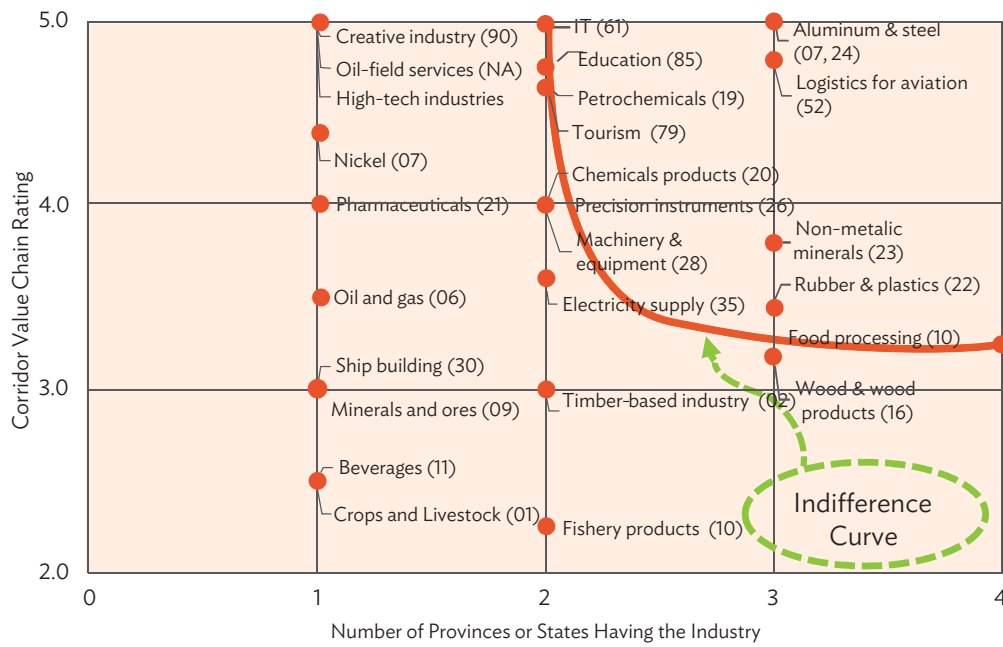 5.0
4.0
3.0
2.0
Corridor Value Chain Rating
Creative industry (90)
Oil-field services (NA)
High-tech industries
Nickel (07)
Pharmaceuticals (21)
Oil and gas (06)
Ship building (30)
Minerals and ores (09)
Beverages (11)
Crops and Livestock (01)
IT (61)
Education (85)
Petrochemicals (19)
Tourism (79)
Chemicals products (20)
Precision instruments (26)
Machinery &
equipment (28)
Electricity supply (35)
Timber-based industry (02)
Fishery products (10)
Aluminum & steel
(07, 24)
Logistics for aviation
(52)
Non-metalic
minerals (23)
Rubber & plastics (22)
Food processing (10)
Wood & wood
products (16)
Indifference
Curve
0 1 2 3 4
Number of Provinces or States Having the Industry